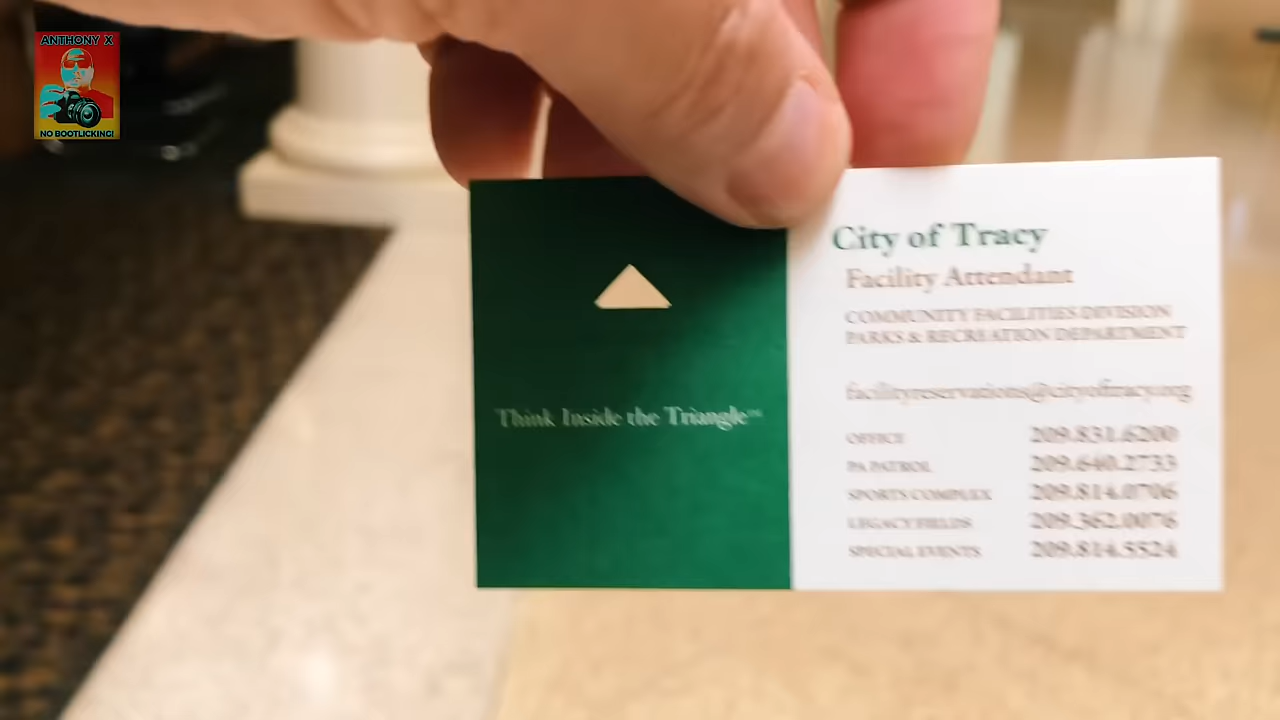 ANTHONY X
NO BOOTLICKING!
Think Inside the Triangle™
City of Tracy
Facility Attendant
COMMUNITY FACILITIES DIVISION
PARKS & RECREATION DEPARTMENT
facilityreservations@cityoftracy.org
OFFICE 209.831.6200
PA PATROL 209.640.2733
SPORTS COMPLEX 209.814.0706
LEGACY FIELDS 209.362.0076
SPECIAL EVENTS 209.814.5524